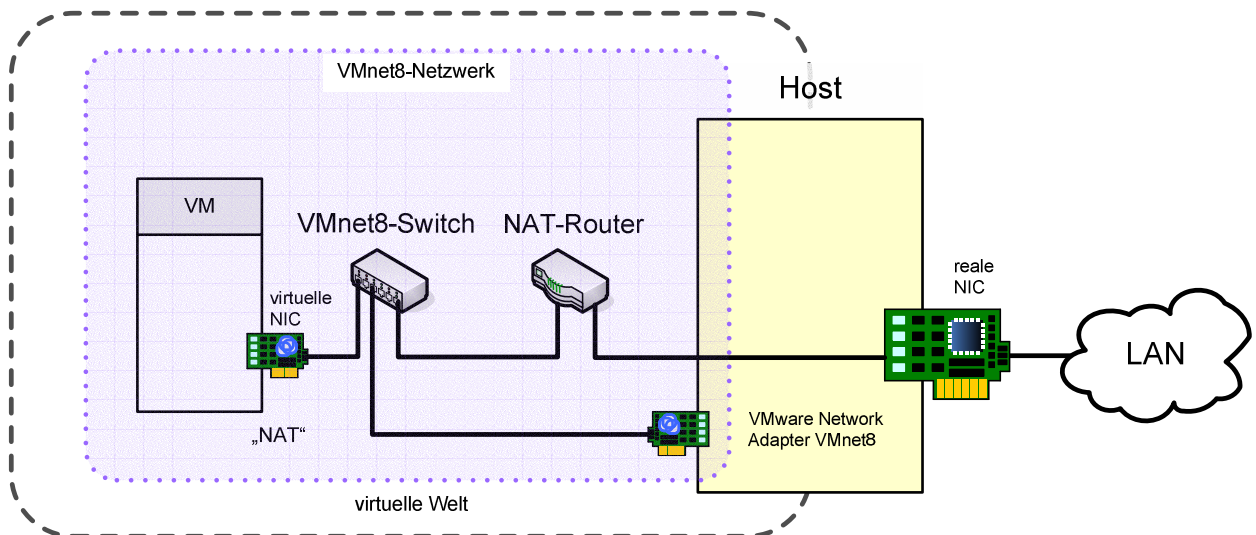 VMnet8-Netzwerk
Host
VM
VMnet8-Switch
NAT-Router
virtuelle
NIC
reale
NIC
LAN
„NAT“
VMware Network
Adapter VMnet8
virtuelle Welt